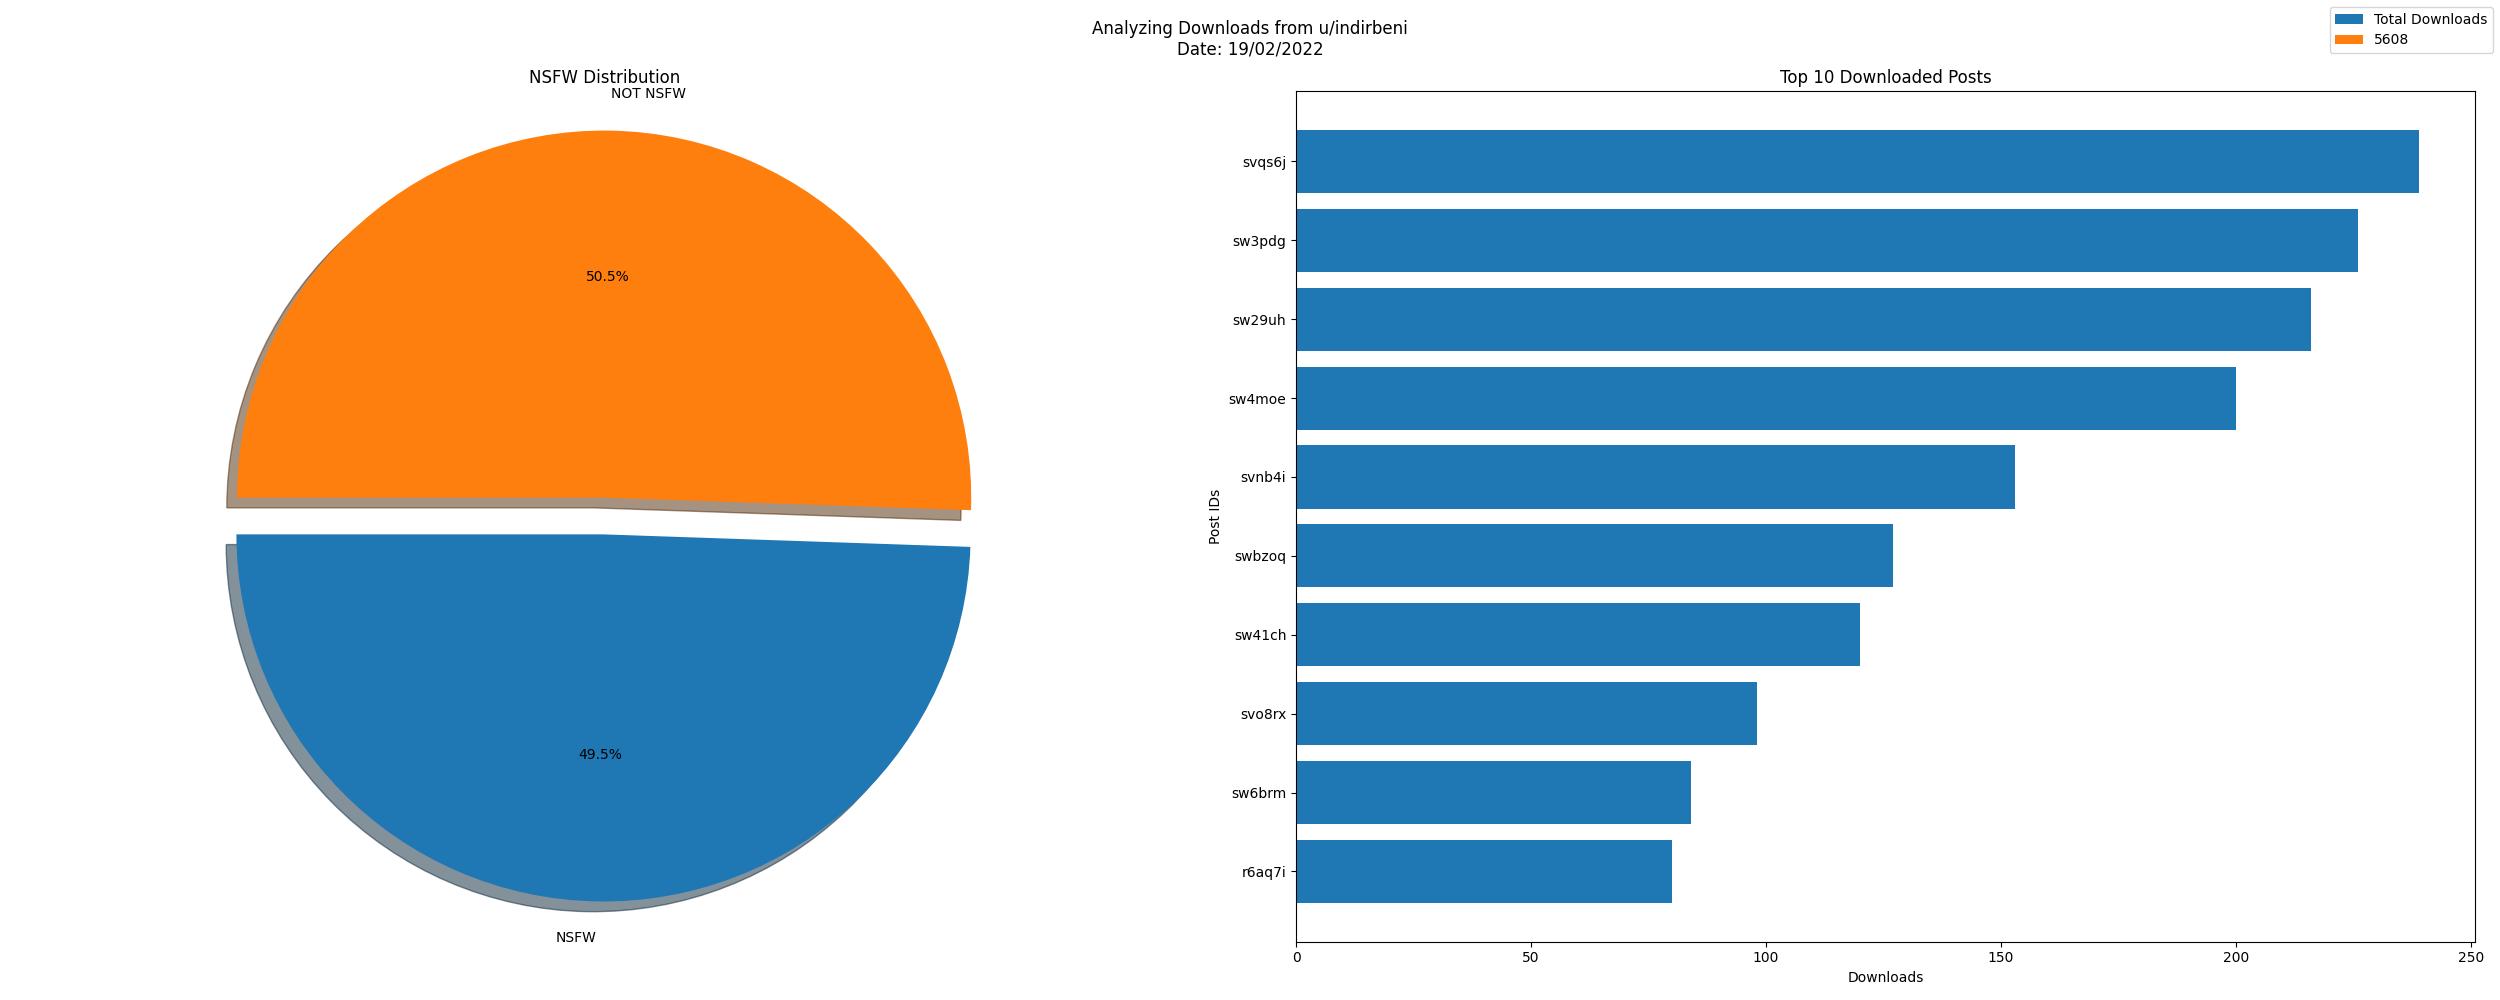 Analyzing Downloads from u/indirbeni
Date: 19/02/2022
Total Downloads
5608
NSFW Distribution
NOT NSFW
50.5%
49.5%
NSFW
Top 10 Downloaded Posts
Post IDs
svqs6j
sw3pdg
sw29uh
sw4moe
svnb4i
swbzoq
sw41ch
svo8rx
sw6brm
r6aq7i
0 50 100 150 200 250
Downloads